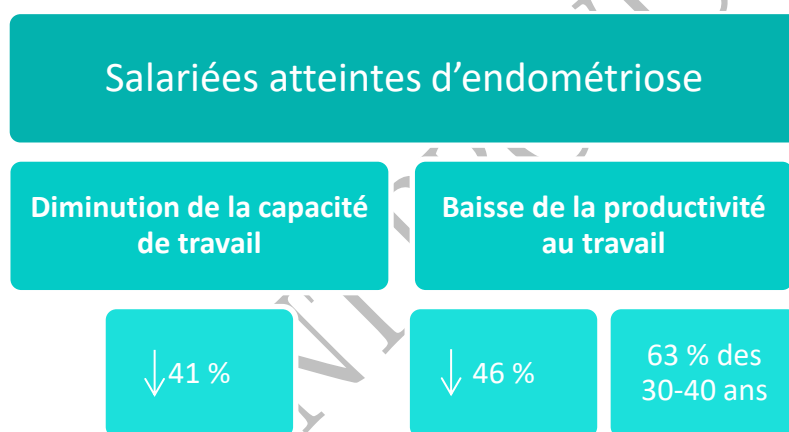 Salariées atteintes d’endométriose
Diminution de la capacité
de travail
Baisse de la productivité
au travail
↓41 %
↓ 46 %
63 % des
30-40 ans